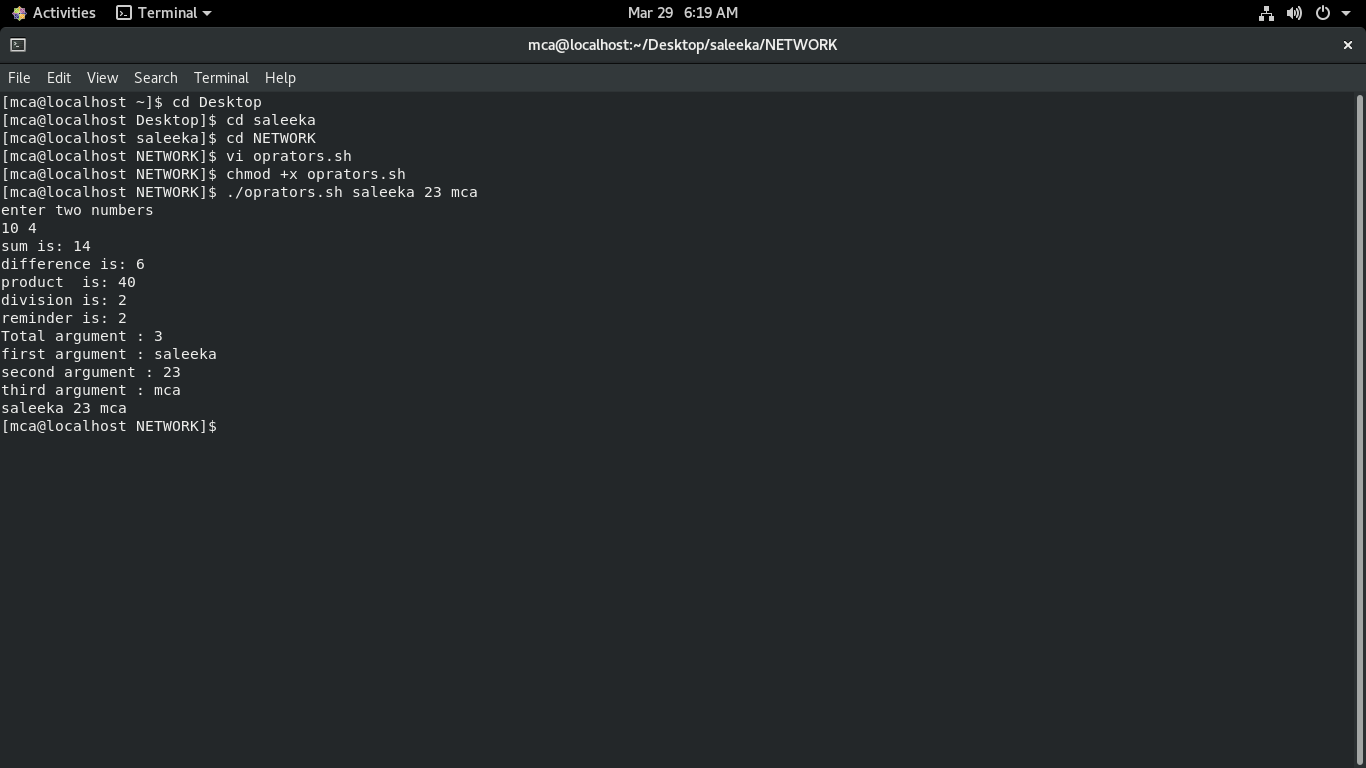 Activities Terminal Mar 29 6:19 AM
mca@localhost:~/Desktop/saleeka/NETWORK
File Edit View Search Terminal Help
[mca@localhost ~]$ cd Desktop
[mca@localhost Desktop]$ cd saleeka
[mca@localhost saleeka]$ cd NETWORK
[mca@localhost NETWORK]$ vi oprators.sh
[mca@localhost NETWORK]$ chmod +x oprators.sh
[mca@localhost NETWORK]$ ./oprators.sh saleeka 23 mca
enter two numbers
10 4
sum is: 14
difference is: 6
product  is: 40
division is: 2
reminder is: 2
Total argument : 3
first argument : saleeka
second argument : 23
third argument : mca
saleeka 23 mca
[mca@localhost NETWORK]$